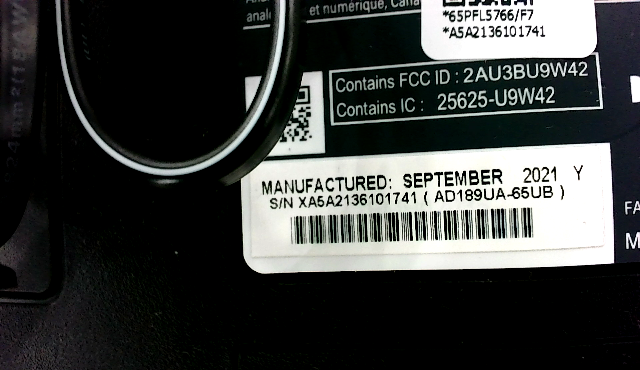 et numérique, Cana
*65PFL5766/F7
*A5A2136101741
Contains FCC ID : 2AU3BU9W42
Contains IC : 25625-U9W42
MANUFACTURED: SEPTEMBER 2021 Y
S/N XA5A2136101741 ( AD189UA-65UB )